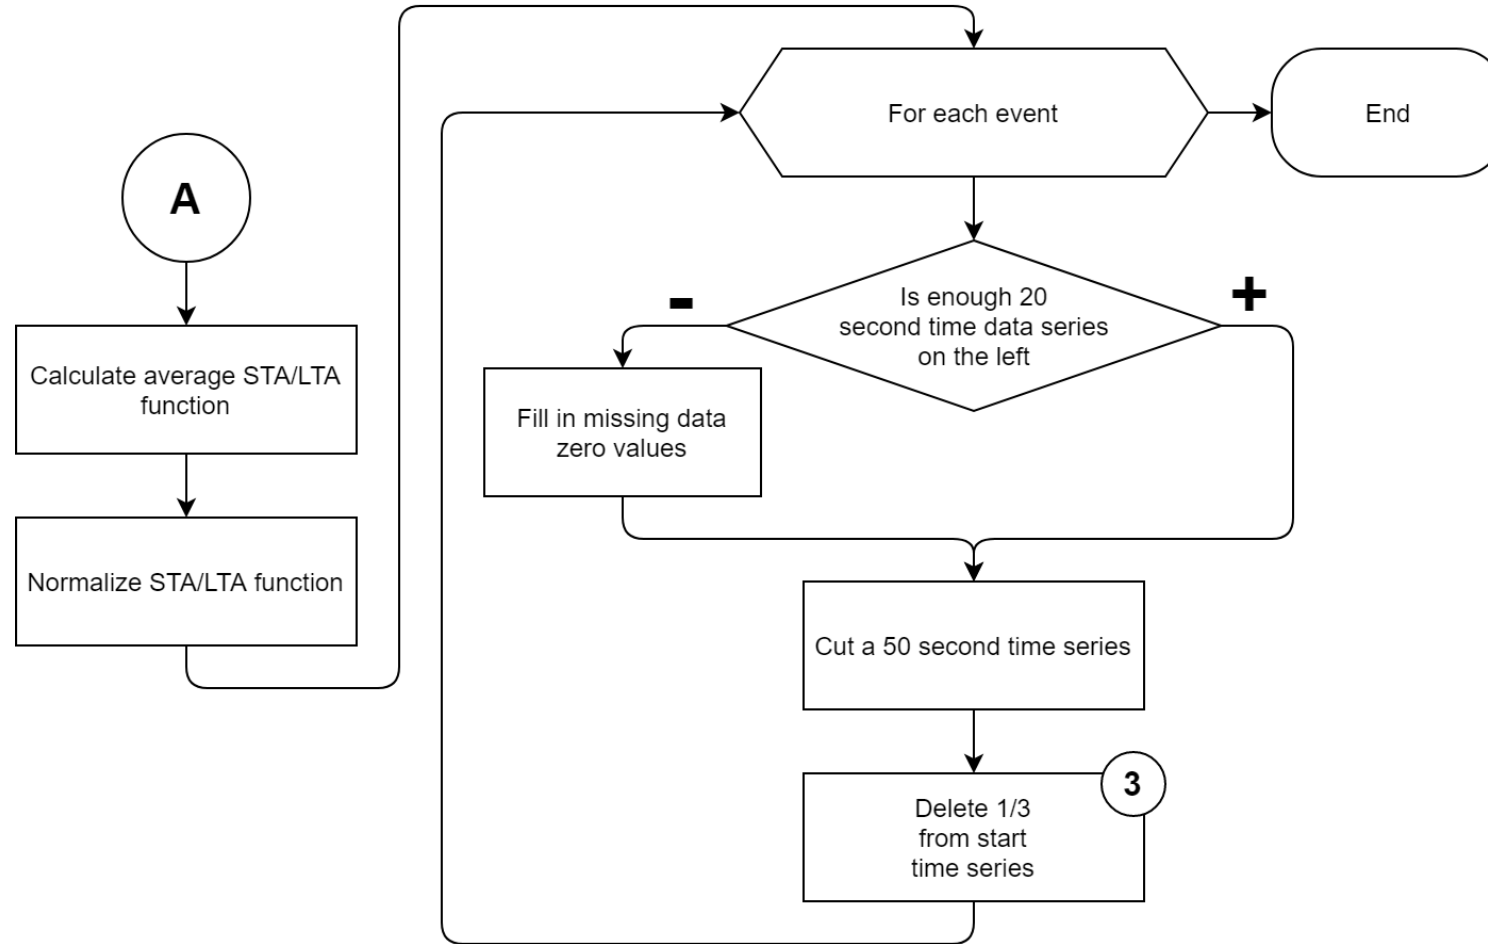 A
Calculate average STA/LTA
function
Normalize STA/LTA function
For each event
End
Is enough 20
second time data series
on the left
-
+
Fill in missing data
zero values
Cut a 50 second time series
3
Delete 1/3
from start
time series